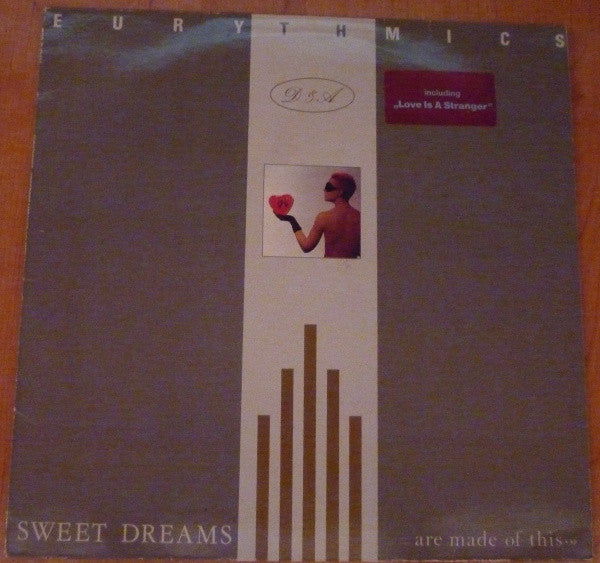 EURYTHMICS
D & A
including
„Love Is A Stranger"
SWEET DREAMS
are made of this...